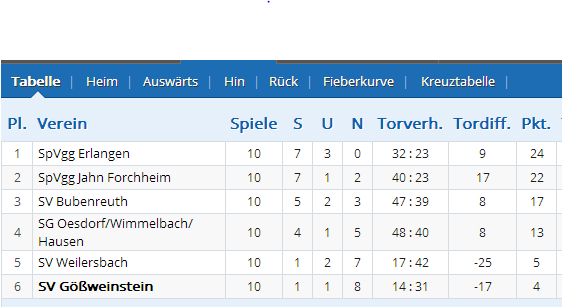 Tabelle | Heim | Auswärts | Hin | Rück | Fieberkurve | Kreuztabelle |
Pl. Verein Spiele S U N Torverh. Tordiff. Pkt.
1 SpVgg Erlangen 10 7 3 0 32 : 23 9 24
2 SpVgg Jahn Forchheim 10 7 1 2 40 : 23 17 22
3 SV Bubenreuth 10 5 2 3 47 : 39 8 17
4 SG Oesdorf/Wimmelbach/
Hausen 10 4 1 5 48 : 40 8 13
5 SV Weilersbach 10 1 2 7 17 : 42 -25 5
6 SV Gößweinstein 10 1 1 8 14 : 31 -17 4